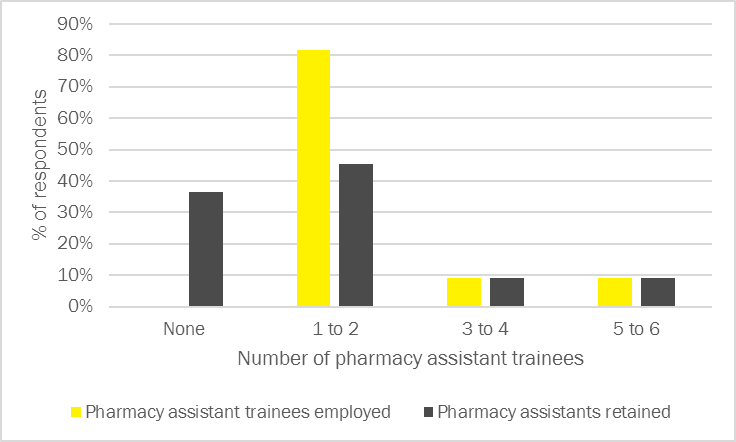 90%
80%
70%
60%
50%
40%
30%
20%
10%
0%
% of respondents
None 1 to 2 3 to 4 5 to 6
Number of pharmacy assistant trainees
Pharmacy assistant trainees employed Pharmacy assistants retained